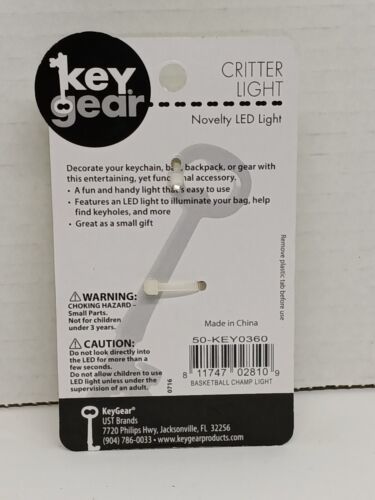 key
gear®
CRITTER
LIGHT
Novelty LED Light
Decorate your keychain, bag, backpack, or gear with
this entertaining, yet functional accessory.
• A fun and handy light that's easy to use
• Features an LED light to illuminate your bag, help
find keyholes, and more
• Great as a small gift
Remove plastic tab before use
⚠WARNING:
CHOKING HAZARD –
Small Parts.
Not for children
under 3 years.
⚠CAUTION:
Do not look directly into
the LED for more than a
few seconds.
Do not allow children to use
LED light unless under the
supervision of an adult.
0716
Made in China
50-KEY0360
8 11747 02810 9
BASKETBALL CHAMP LIGHT
KeyGear®
UST Brands
7720 Philips Hwy, Jacksonville, FL 32256
(904) 786-0033 • www.keygearproducts.com